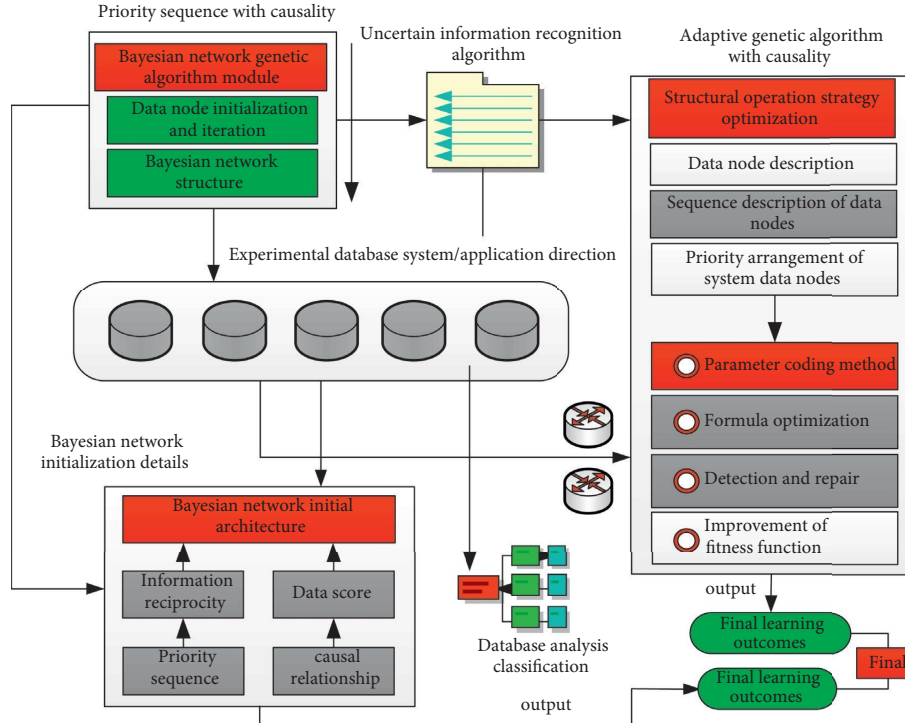 Priority sequence with causality
Bayesian network genetic
algorithm module
Data node initialization
and iteration
Bayesian network
structure
Uncertain information recognition
algorithm
Adaptive genetic algorithm
with causality
Structural operation strategy
optimization
Data node description
Sequence description of data
nodes
Priority arrangement of
system data nodes
Parameter coding method
Formula optimization
Detection and repair
Improvement of
fitness function
Experimental database system/application direction
Bayesian network
initialization details
Bayesian network initial
architecture
Information
reciprocity
Data score
Priority
sequence
causal
relationship
Database analysis
classification
output
output
Final learning
outcomes
Final learning
outcomes
Final